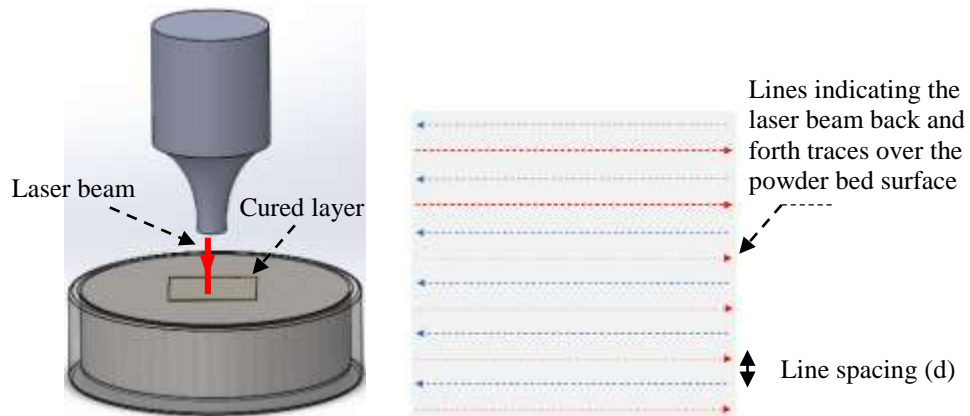 Laser beam
Cured layer
Lines indicating the
laser beam back and
forth traces over the
powder bed surface
Line spacing (d)